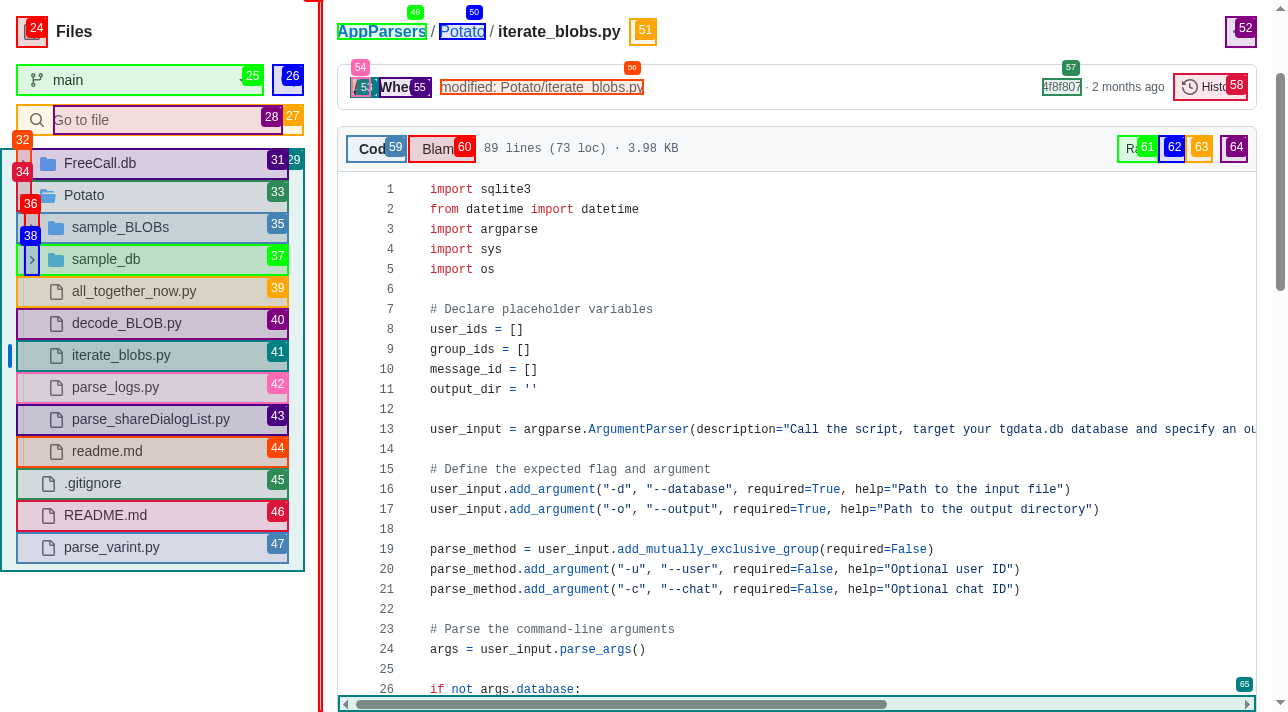 24 Files
main 25 26
Go to file 28 27
29
32
FreeCall.db 31
34
Potato 33
36
sample_BLOBs 35
38
sample_db 37
all_together_now.py 39
decode_BLOB.py 40
iterate_blobs.py 41
parse_logs.py 42
parse_shareDialogList.py 43
readme.md 44
.gitignore 45
README.md 46
parse_varint.py 47
49 50
AppParsers / Potato / iterate_blobs.py 51 52
54 56 57
53 Whe 55 modified: Potato/iterate_blobs.py 4f8f807 · 2 months ago Histo 58
Cod 59 Blam 60 89 lines (73 loc) · 3.98 KB 61 62 63 64
1 import sqlite3
2 from datetime import datetime
3 import argparse
4 import sys
5 import os
6
7 # Declare placeholder variables
8 user_ids = []
9 group_ids = []
10 message_id = []
11 output_dir = ''
12
13 user_input = argparse.ArgumentParser(description="Call the script, target your tgdata.db database and specify an ou
14
15 # Define the expected flag and argument
16 user_input.add_argument("-d", "--database", required=True, help="Path to the input file")
17 user_input.add_argument("-o", "--output", required=True, help="Path to the output directory")
18
19 parse_method = user_input.add_mutually_exclusive_group(required=False)
20 parse_method.add_argument("-u", "--user", required=False, help="Optional user ID")
21 parse_method.add_argument("-c", "--chat", required=False, help="Optional chat ID")
22
23 # Parse the command-line arguments
24 args = user_input.parse_args()
25
26 if not args.database:
65